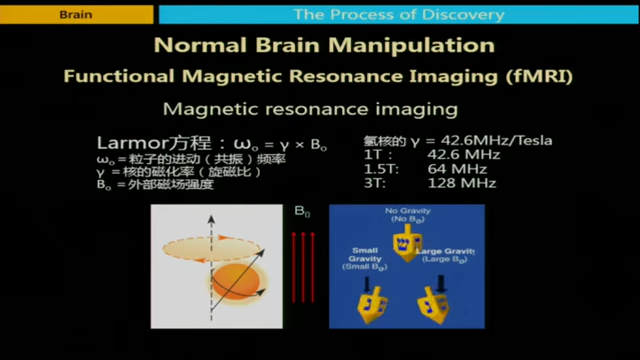 Brain
The Process of Discovery
Normal Brain Manipulation
Functional Magnetic Resonance Imaging (fMRI)
Magnetic resonance imaging
Larmor方程：ω₀ = γ × B₀
ω₀＝粒子的进动（共振）频率
γ＝核的磁化率（旋磁比）
B₀＝外部磁场强度
氢核的 γ = 42.6MHz/Tesla
1T: 42.6 MHz
1.5T: 64 MHz
3T: 128 MHz
B₀
No Gravity
(No B₀)
Small
Gravity
(Small B₀)
Large Gravity
(Large B₀)